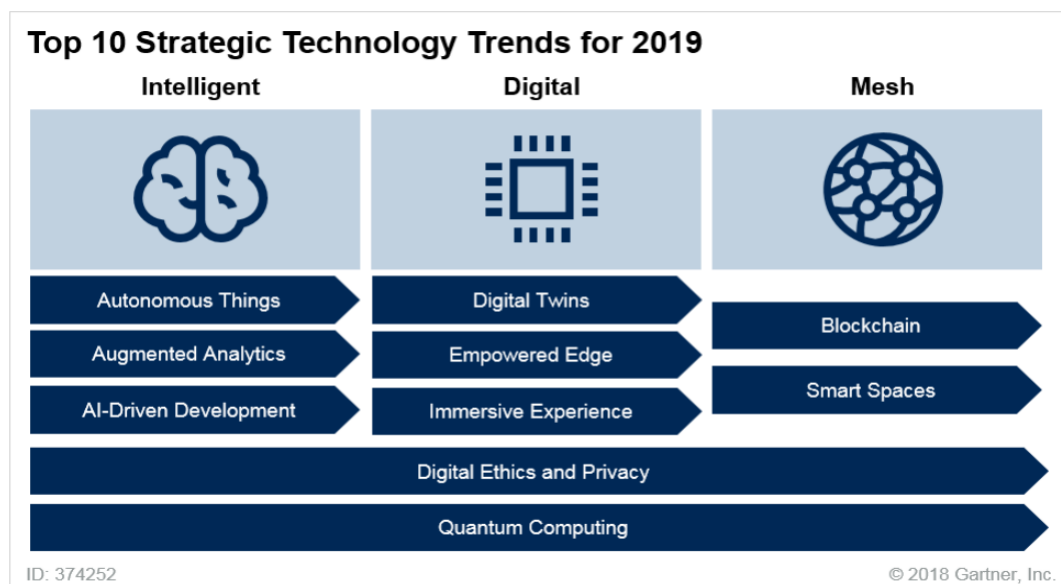 Top 10 Strategic Technology Trends for 2019
Intelligent
Digital
Mesh
Autonomous Things
Augmented Analytics
AI-Driven Development
Digital Twins
Empowered Edge
Immersive Experience
Blockchain
Smart Spaces
Digital Ethics and Privacy
Quantum Computing
ID: 374252
© 2018 Gartner, Inc.